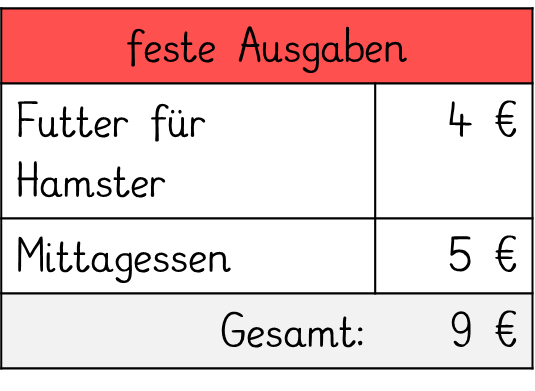 feste Ausgaben
Futter für 4 €
Hamster
Mittagessen 5 €
Gesamt: 9 €